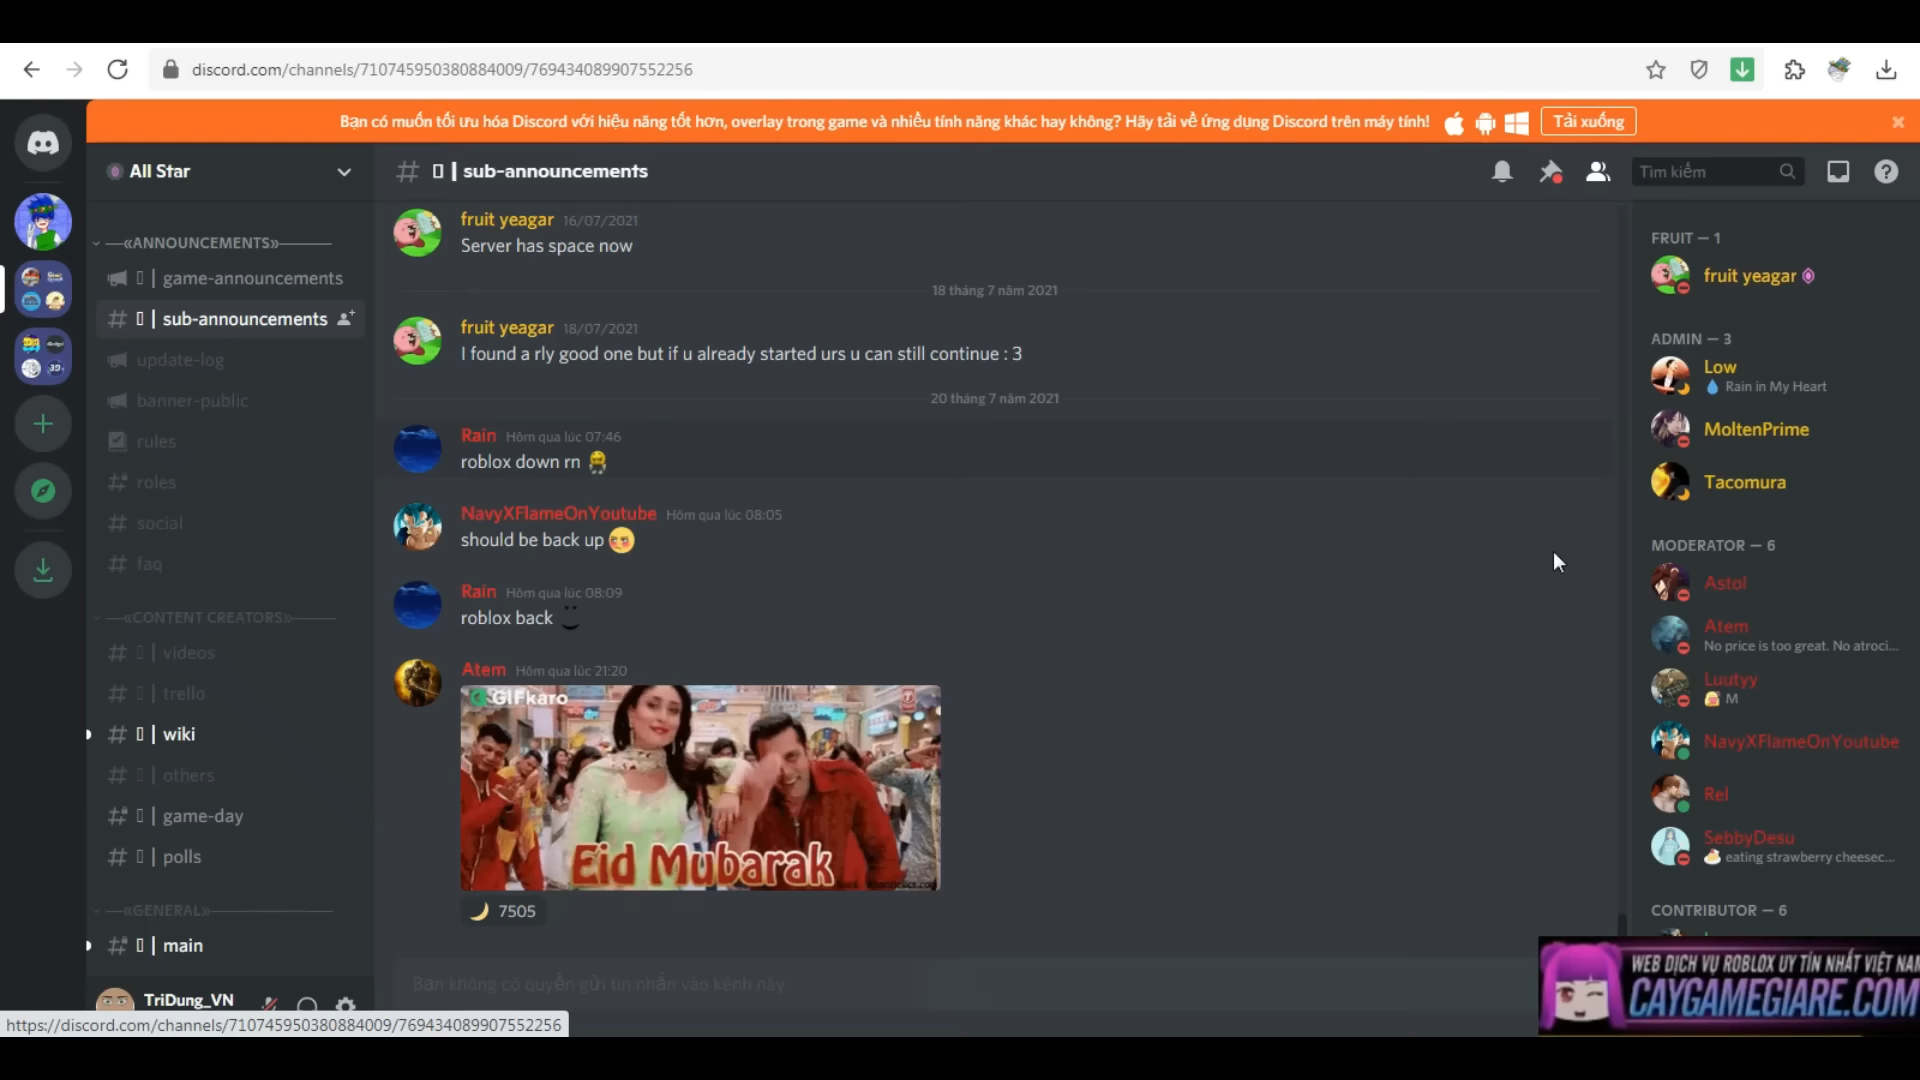 discord.com/channels/710745950380884009/769434089907552256
Bạn có muốn tối ưu hóa Discord với hiệu năng tốt hơn, overlay trong game và nhiều tính năng khác hay không? Hãy tải về ứng dụng Discord trên máy tính!
Tải xuống
All Star
—«ANNOUNCEMENTS»——
| game-announcements
| sub-announcements
update-log
banner-public
rules
roles
social
faq
—«CONTENT CREATORS»——
| videos
| trello
| wiki
| others
| game-day
| polls
—«GENERAL»——
| main
TriDung_VN
https://discord.com/channels/710745950380884009/769434089907552256
| sub-announcements
Tìm kiếm
fruit yeagar 16/07/2021
Server has space now
18 tháng 7 năm 2021
fruit yeagar 18/07/2021
I found a rly good one but if u already started urs u can still continue : 3
20 tháng 7 năm 2021
Rain Hôm qua lúc 07:46
roblox down rn
NavyXFlameOnYoutube Hôm qua lúc 08:05
should be back up
Rain Hôm qua lúc 08:09
roblox back
Atem Hôm qua lúc 21:20
GIFkaro
Eid Mubarak
7505
Bạn không có quyền gửi tin nhắn vào kênh này
FRUIT — 1
fruit yeagar
ADMIN — 3
Low
Rain in My Heart
MoltenPrime
Tacomura
MODERATOR — 6
Astol
Atem
No price is too great. No atroci...
Luutyy
M
NavyXFlameOnYoutube
Rel
SebbyDesu
eating strawberry cheesec...
CONTRIBUTOR — 6
WEB DỊCH VỤ ROBLOX UY TÍN NHẤT VIỆT NAM
CAYGAMEGIARE.COM